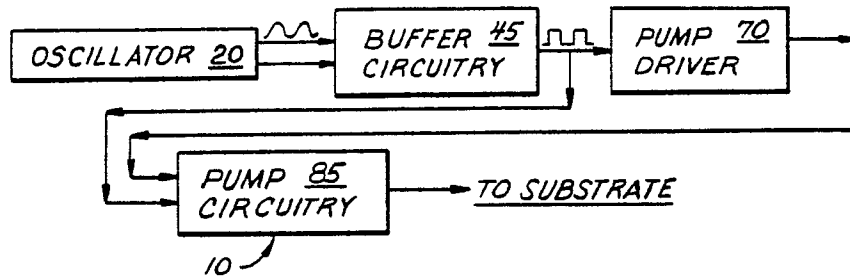 OSCILLATOR 20
BUFFER 45
CIRCUITRY
PUMP 70
DRIVER
PUMP 85
CIRCUITRY
TO SUBSTRATE
10